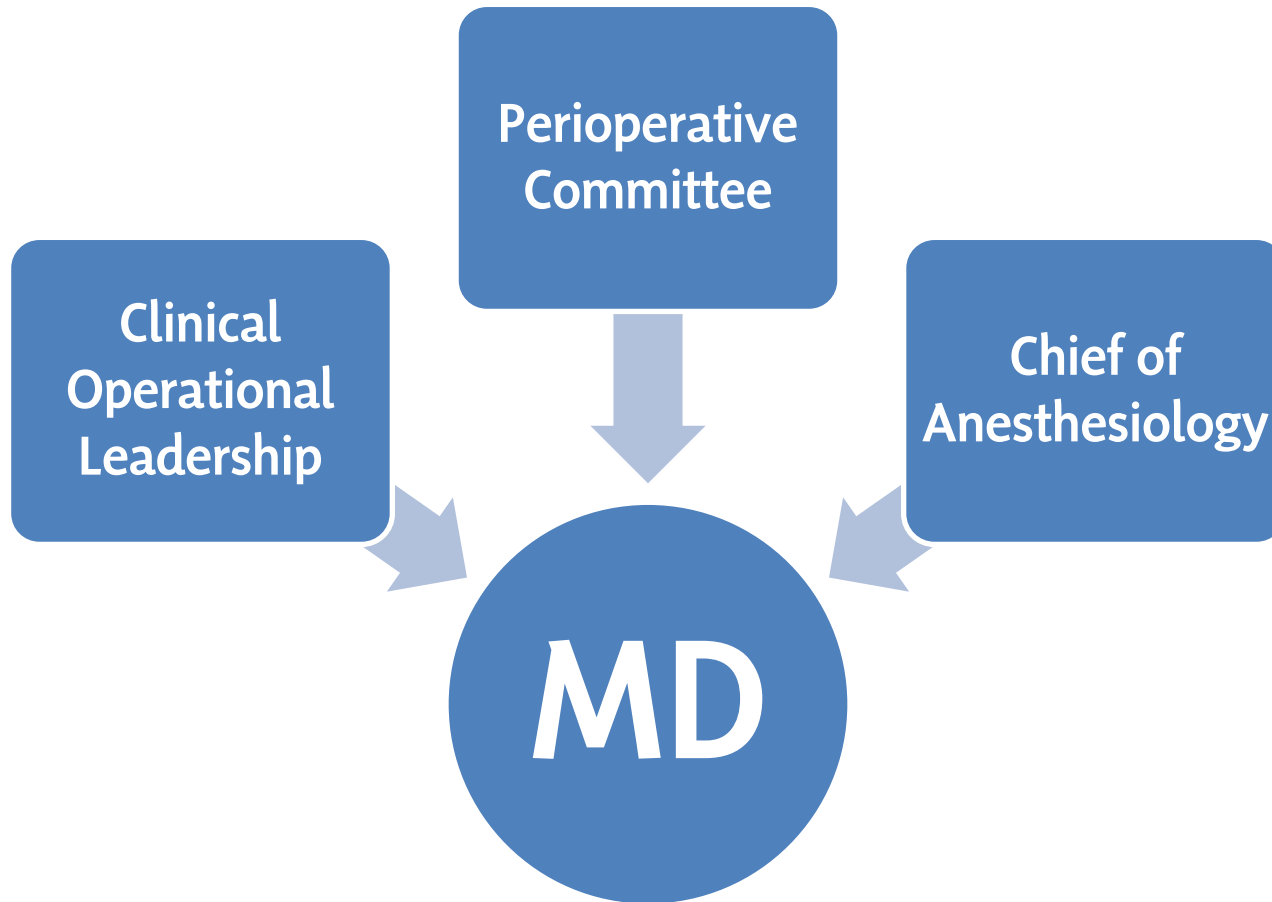 Perioperative
Committee
Clinical
Operational
Leadership
Chief of
Anesthesiology
MD